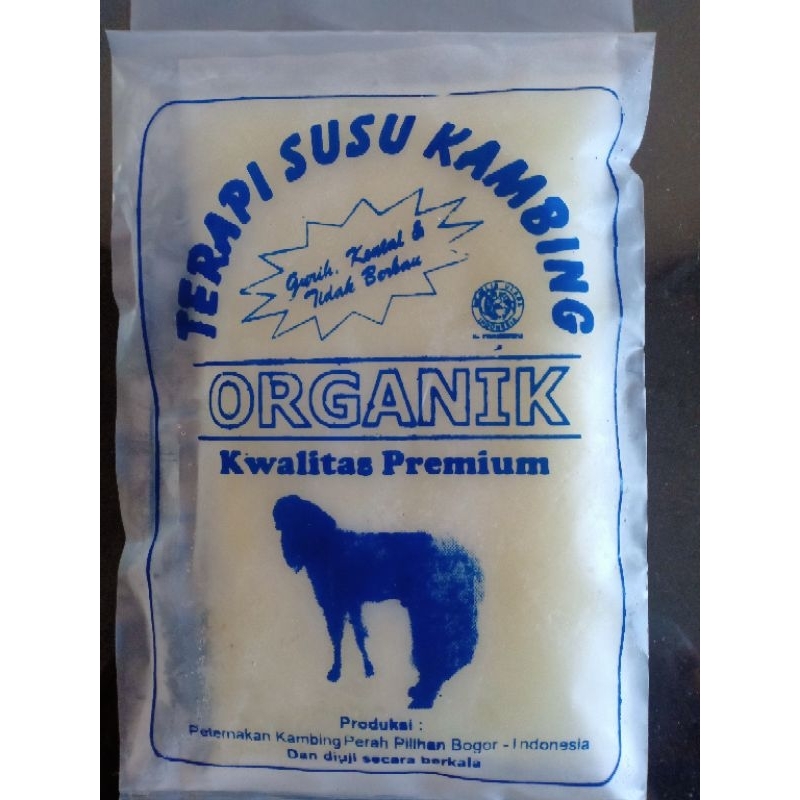 TERAPI SUSU KAMBING
Gurih, Kental &
Tidak Berbau
ORGANIK
Kwalitas Premium
Produksi :
Peternakan Kambing Perah Pilihan Bogor - Indonesia
Dan diuji secara berkala